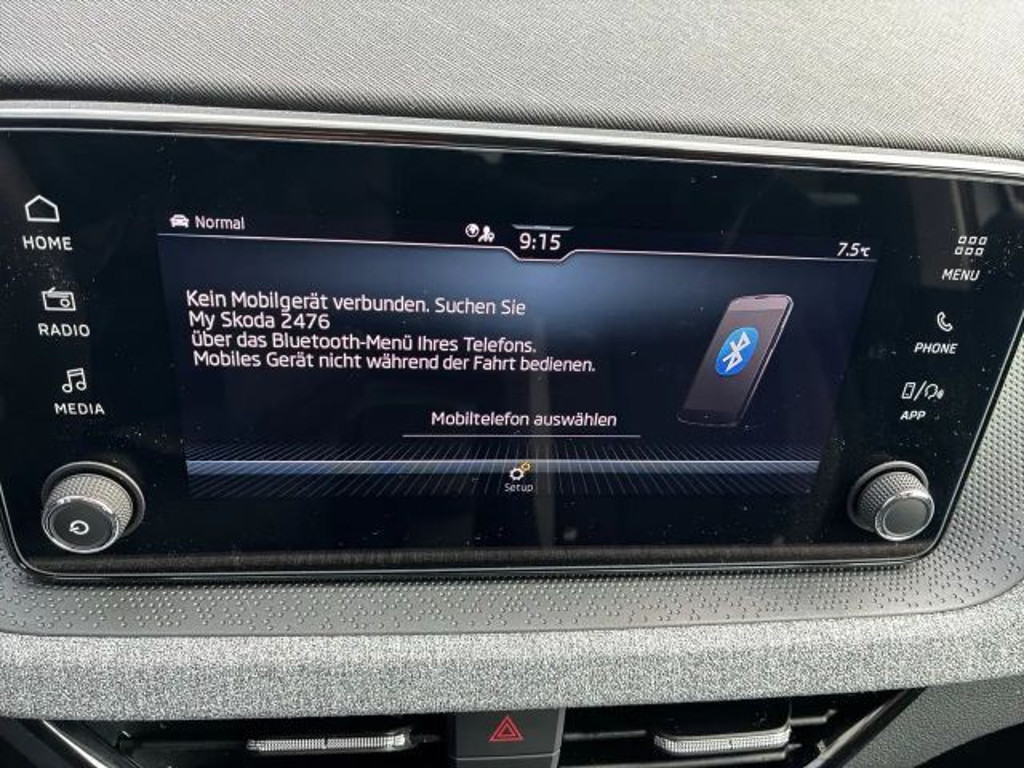 Normal
9:15
7.5°C
HOME
RADIO
MEDIA
MENU
PHONE
APP
Kein Mobilgerät verbunden. Suchen Sie
My Skoda 2476
über das Bluetooth-Menü Ihres Telefons.
Mobiles Gerät nicht während der Fahrt bedienen.
Mobiltelefon auswählen
Setup